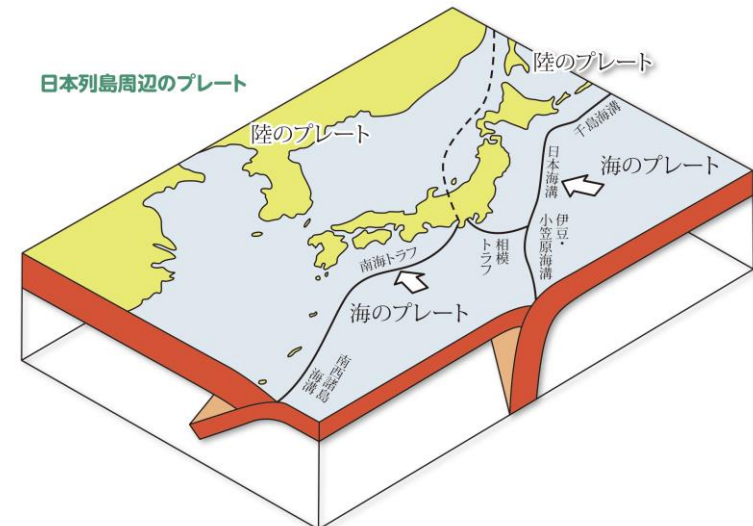 日本列島周辺のプレート
陸のプレート
陸のプレート
千島海溝
日本海溝
海のプレート
伊豆・
小笠原海溝
相模
トラフ
南海トラフ
海のプレート
南西諸島
海溝